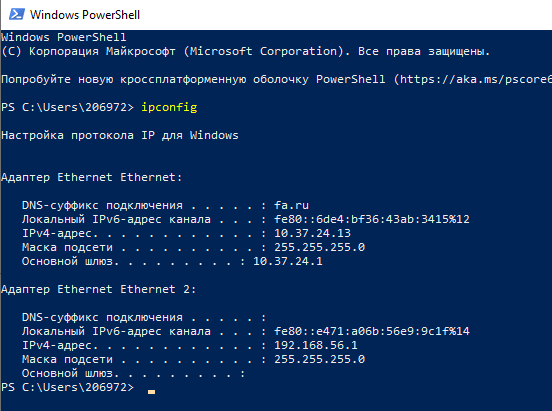 Windows PowerShell
Windows PowerShell
(C) Корпорация Майкрософт (Microsoft Corporation). Все права защищены.
Попробуйте новую кроссплатформенную оболочку PowerShell (https://aka.ms/pscore6
PS C:\Users\206972> ipconfig
Настройка протокола IP для Windows
Адаптер Ethernet Ethernet:
DNS-суффикс подключения . . . . . : fa.ru
Локальный IPv6-адрес канала . . . : fe80::6de4:bf36:43ab:3415%12
IPv4-адрес. . . . . . . . . . . . : 10.37.24.13
Маска подсети . . . . . . . . . . : 255.255.255.0
Основной шлюз. . . . . . . . . : 10.37.24.1
Адаптер Ethernet Ethernet 2:
DNS-суффикс подключения . . . . . :
Локальный IPv6-адрес канала . . . : fe80::e471:a06b:56e9:9c1f%14
IPv4-адрес. . . . . . . . . . . . : 192.168.56.1
Маска подсети . . . . . . . . . . : 255.255.255.0
Основной шлюз. . . . . . . . . :
PS C:\Users\206972>